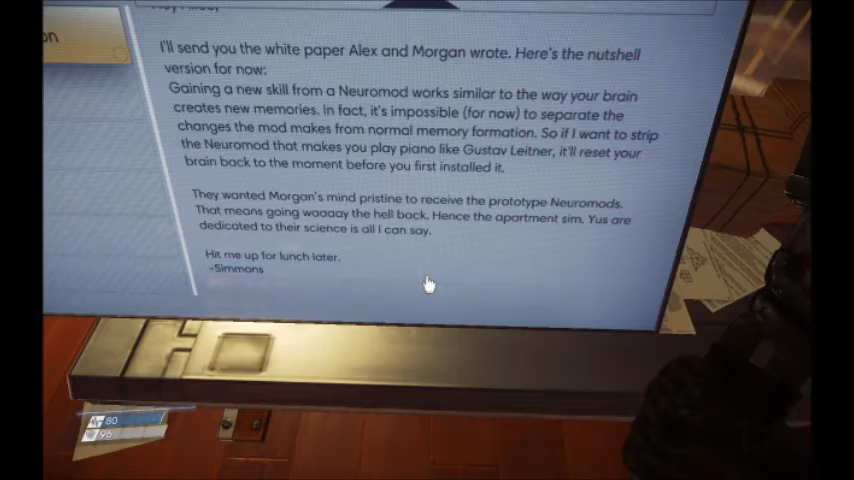 on
I'll send you the white paper Alex and Morgan wrote. Here's the nutshell
version for now:
Gaining a new skill from a Neuromod works similar to the way your brain
creates new memories. In fact, it's impossible (for now) to separate the
changes the mod makes from normal memory formation. So if I want to strip
the Neuromod that makes you play piano like Gustav Leitner, it'll reset your
brain back to the moment before you first installed it.
They wanted Morgan's mind pristine to receive the prototype Neuromods.
That means going waaaay the hell back. Hence the apartment sim. Yus are
dedicated to their science is all I can say.
Hit me up for lunch later.
-Simmons
80
96